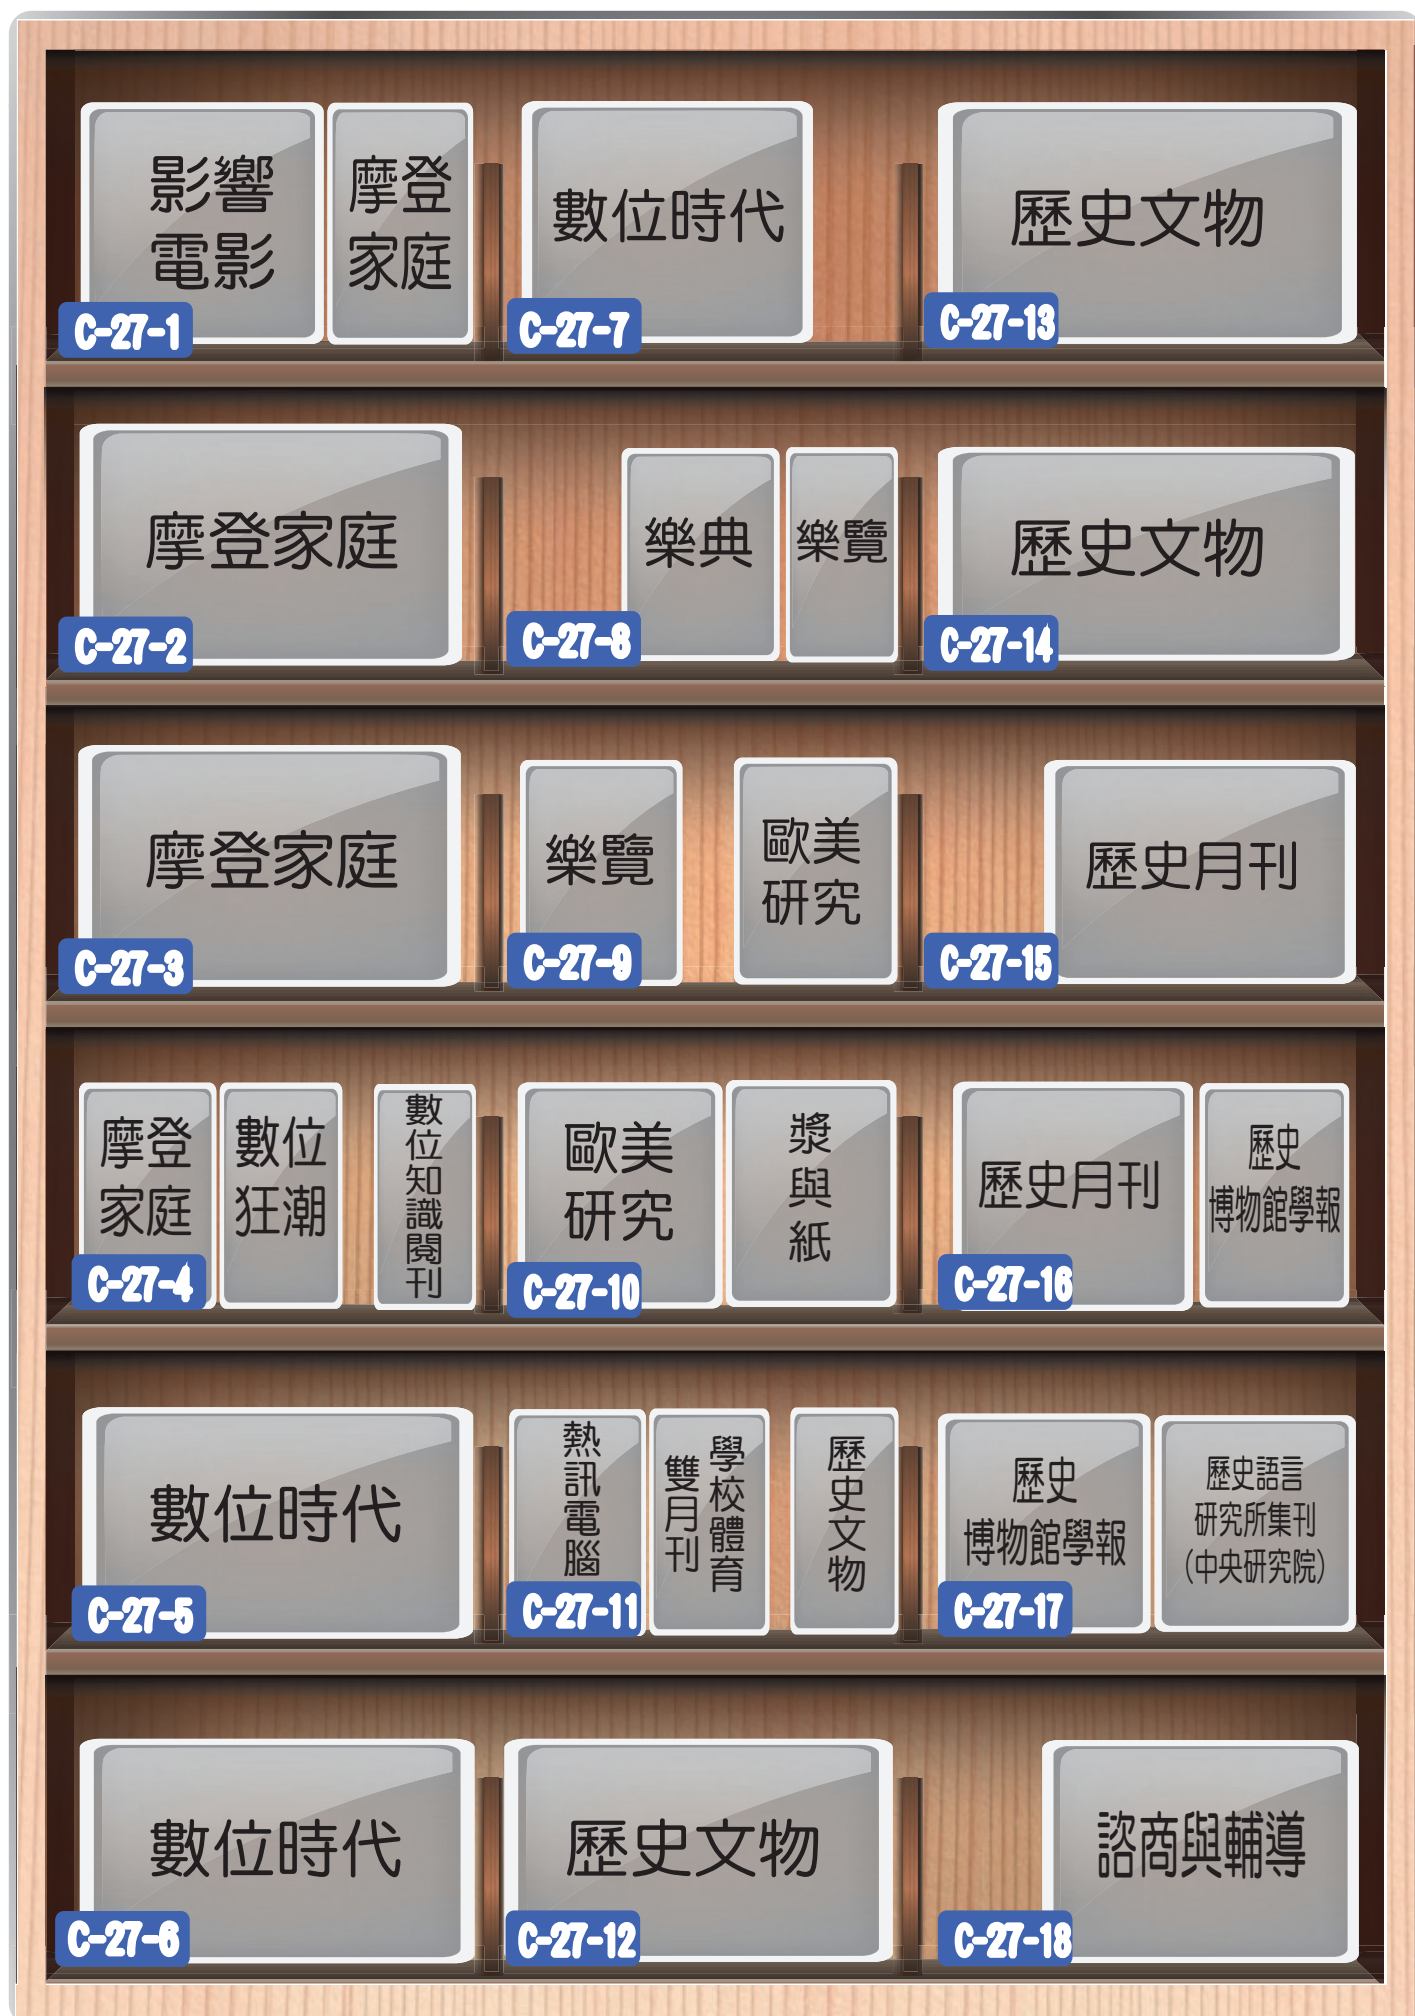 影響
電影
摩登
家庭
C-27-1
數位時代
C-27-7
歷史文物
C-27-13
摩登家庭
C-27-2
樂典
樂覽
C-27-8
歷史文物
C-27-14
摩登家庭
C-27-3
樂覽
歐美
研究
C-27-9
歷史月刊
C-27-15
摩登
家庭
數位
狂潮
數位知識閱刊
C-27-4
歐美
研究
漿與紙
C-27-10
歷史月刊
歷史
博物館學報
C-27-16
數位時代
C-27-5
熱訊電腦
學校體育
雙月刊
歷史文物
C-27-11
歷史
博物館學報
歷史語言
研究所集刊
(中央研究院)
C-27-17
數位時代
C-27-6
歷史文物
C-27-12
諮商與輔導
C-27-18